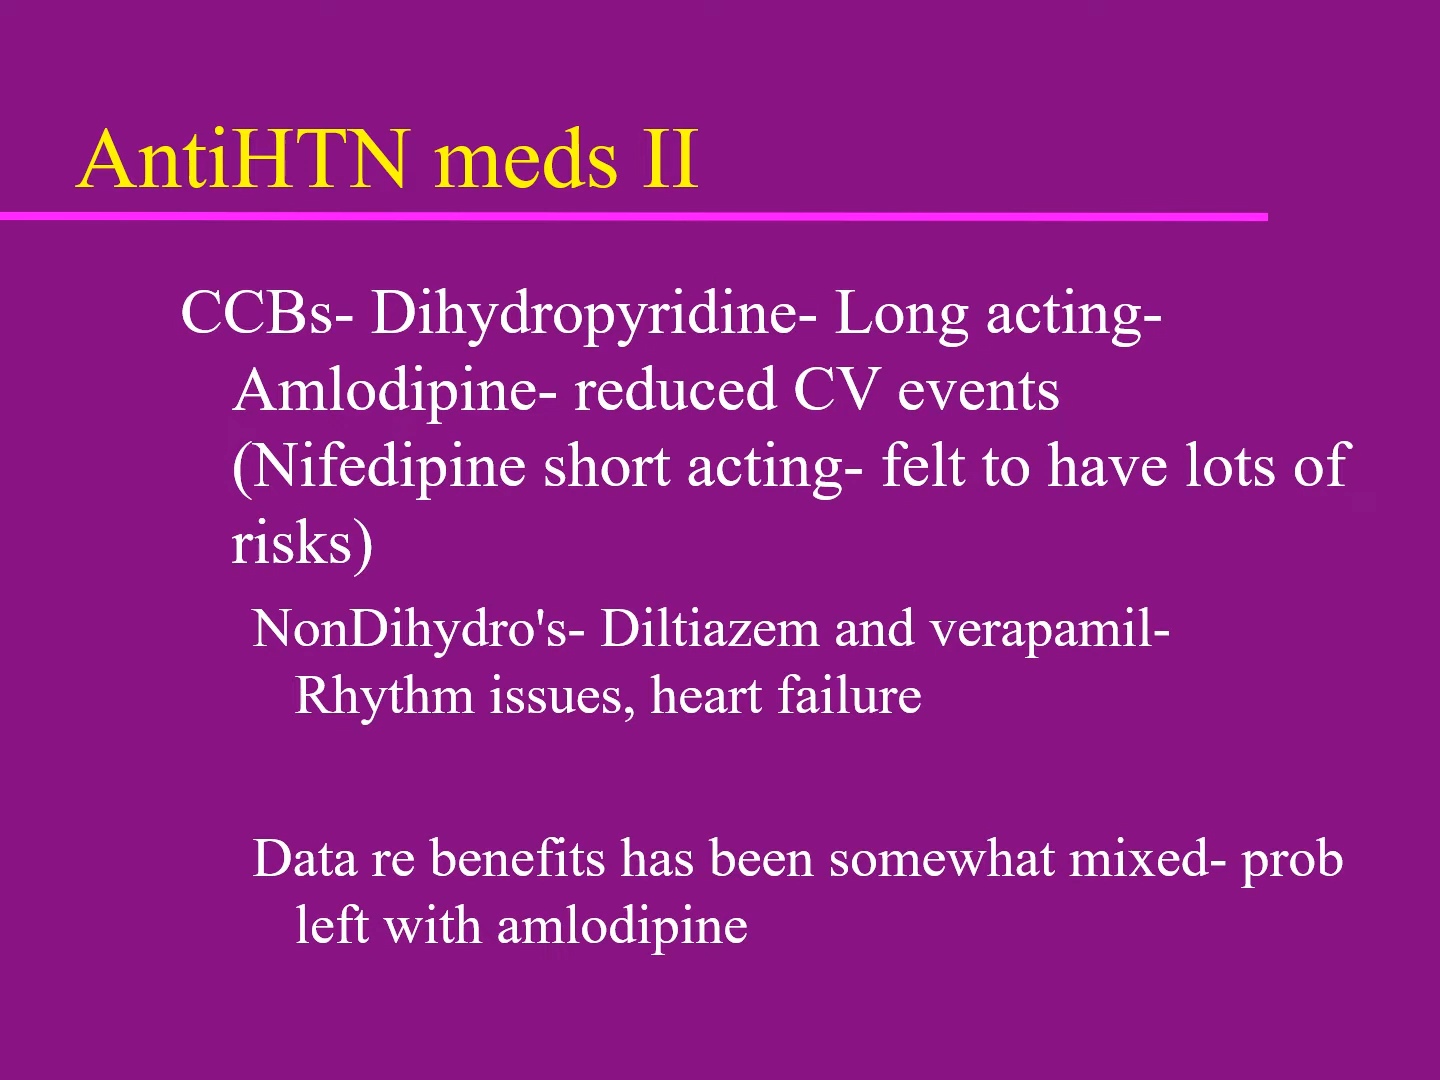 AntiHTN meds II
CCBs- Dihydropyridine- Long acting-
Amlodipine- reduced CV events
(Nifedipine short acting- felt to have lots of
risks)
NonDihydro's- Diltiazem and verapamil-
Rhythm issues, heart failure
Data re benefits has been somewhat mixed- prob
left with amlodipine